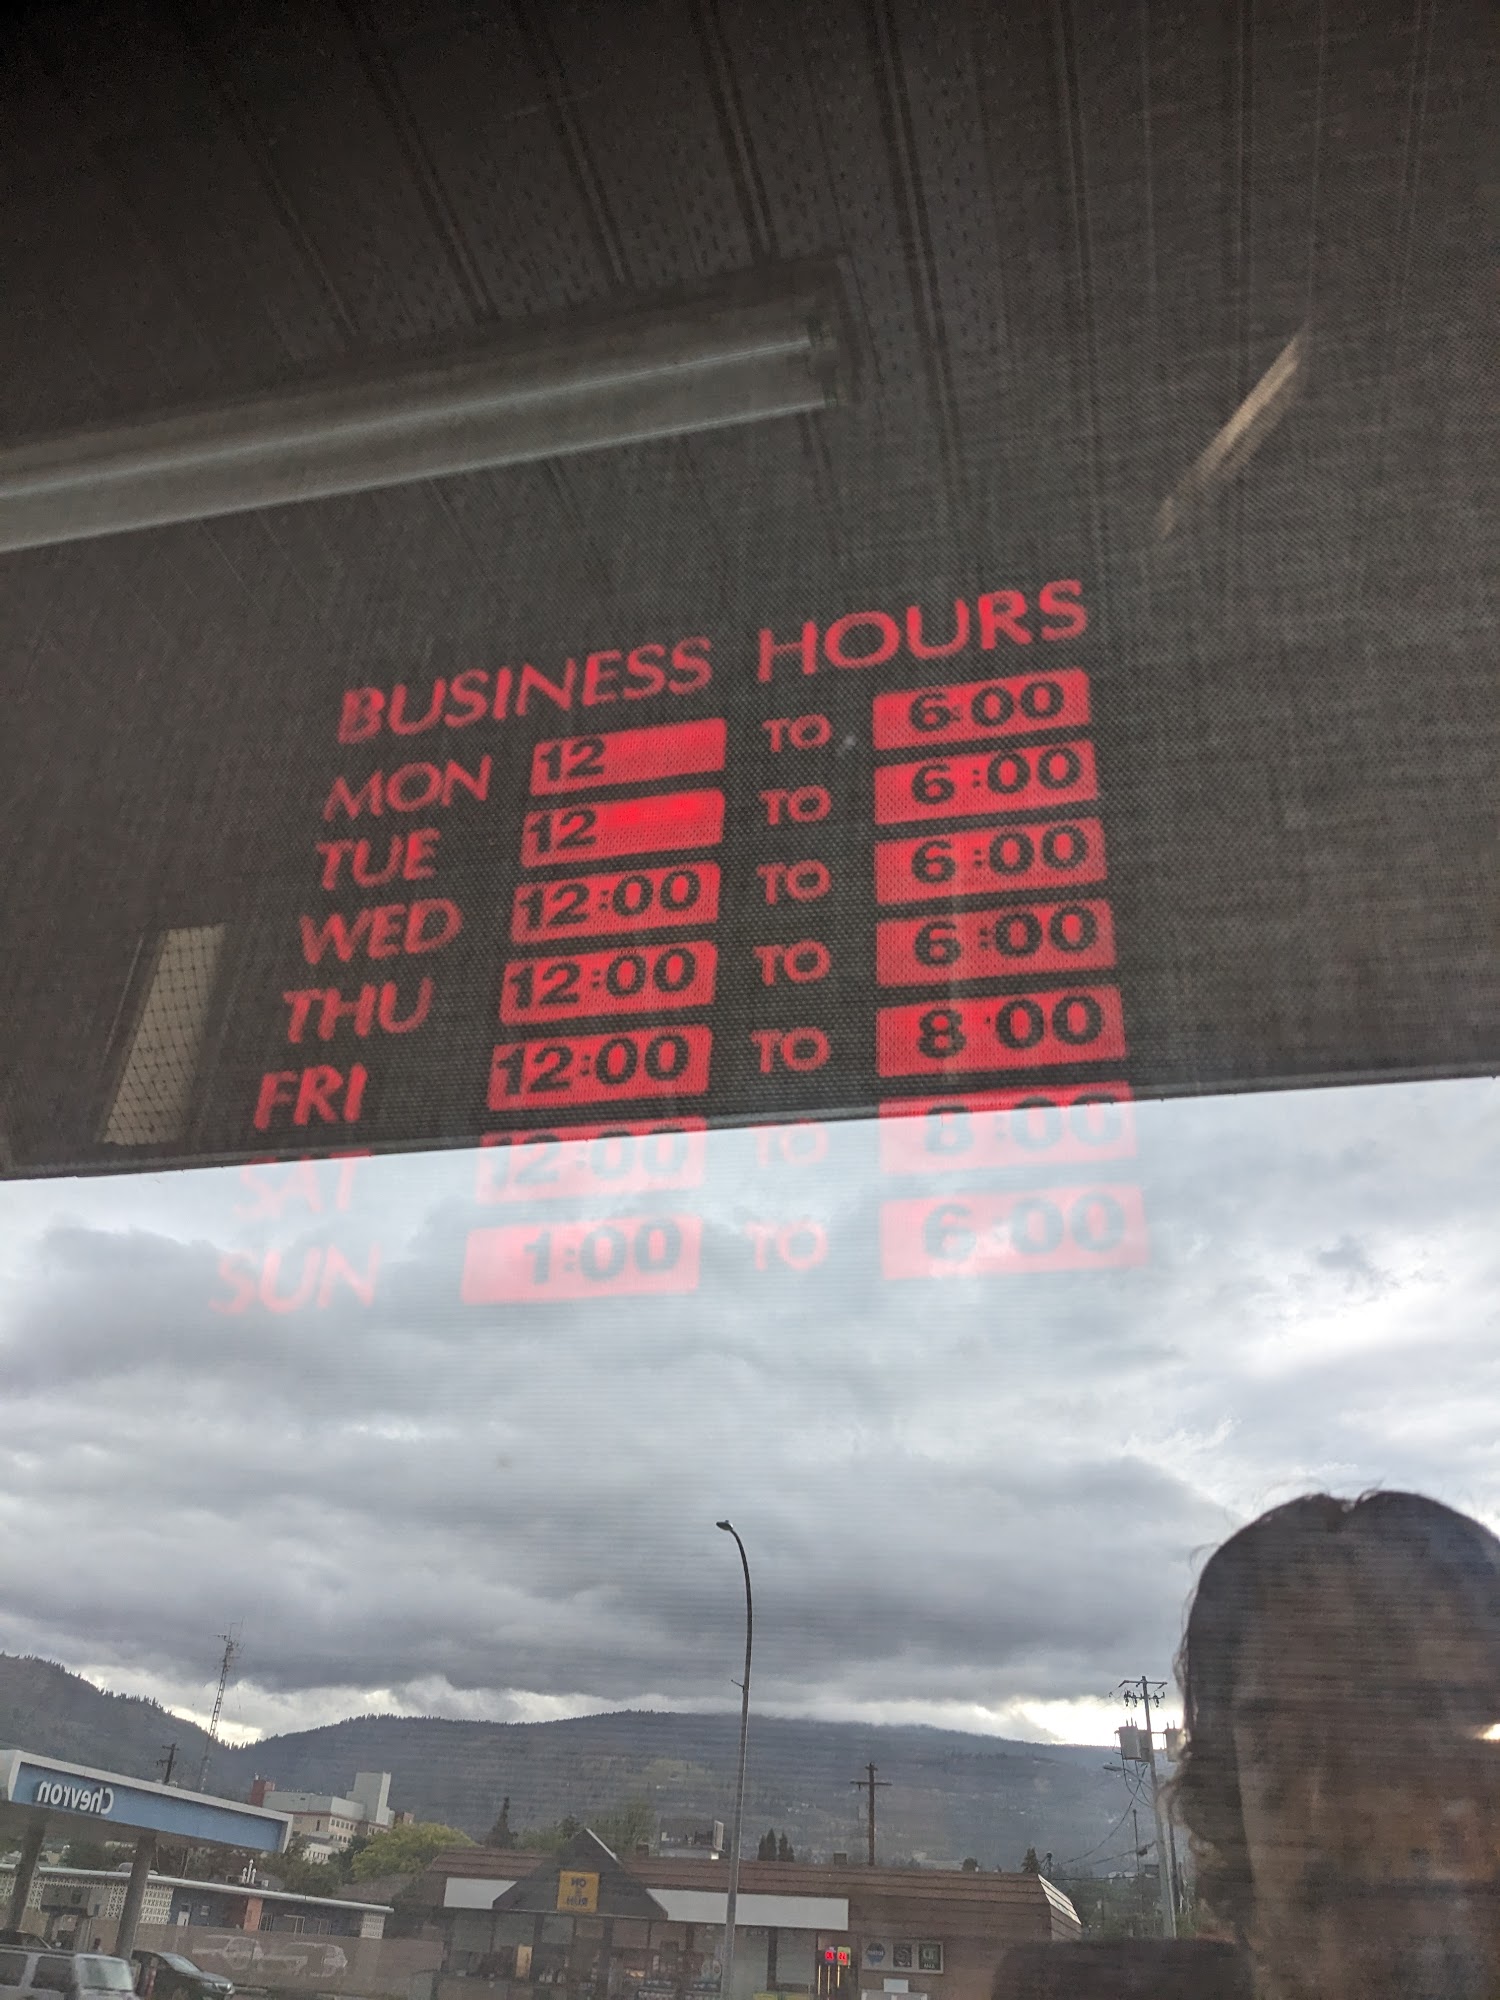 BUSINESS HOURS
MON 12 TO 6:00
TUE 12 TO 6:00
WED 12:00 TO 6:00
THU 12:00 TO 6:00
FRI 12:00 TO 8:00
SAT 12:00 TO 8:00
SUN 1:00 TO 6:00
Chevron